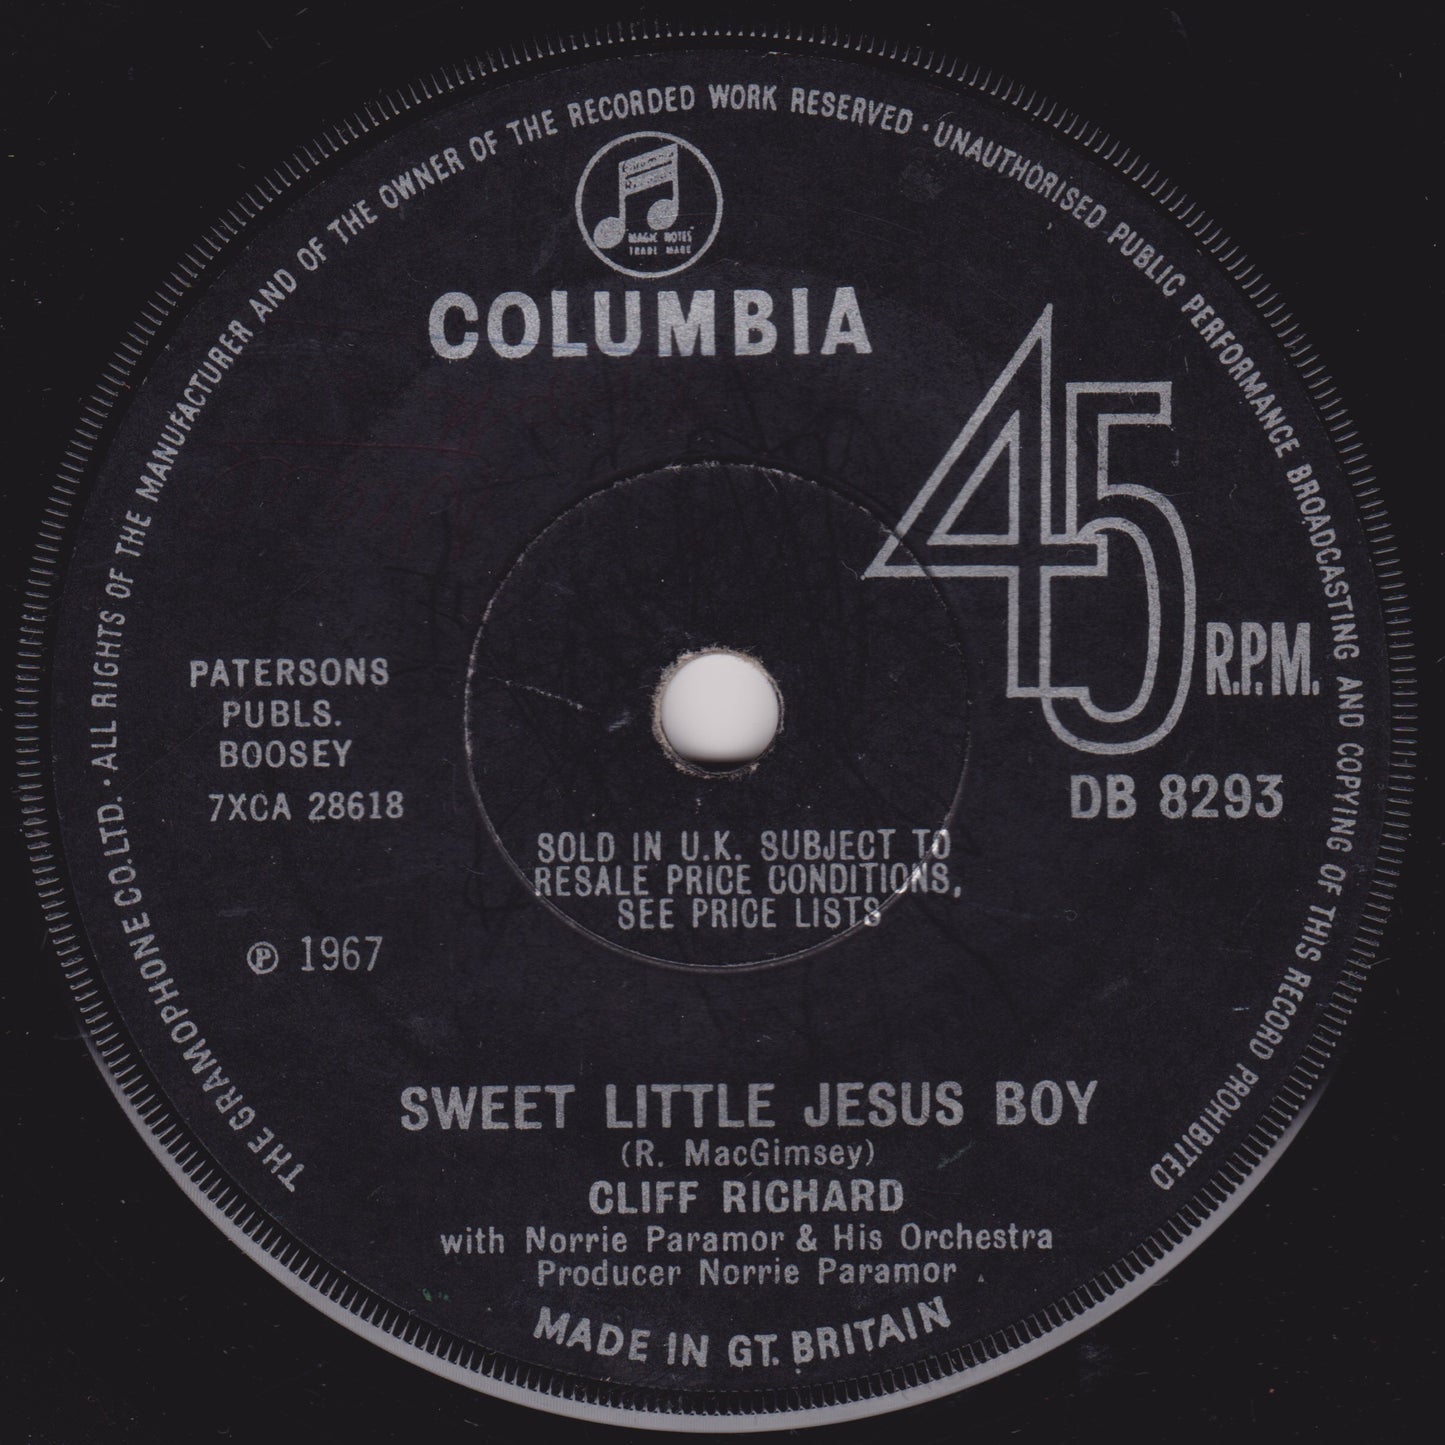 THE GRAMOPHONE CO. LTD. · ALL RIGHTS OF THE MANUFACTURER AND OF THE OWNER OF THE RECORDED WORK RESERVED · UNAUTHORISED PUBLIC PERFORMANCE BROADCASTING AND COPYING OF THIS RECORD PROHIBITED
MAGIC NOTES
TRADE MARK
COLUMBIA
45
R.P.M.
PATERSONS
PUBLS.
BOOSEY
7XCA 28618
DB 8293
SOLD IN U.K. SUBJECT TO
RESALE PRICE CONDITIONS,
SEE PRICE LISTS
℗ 1967
SWEET LITTLE JESUS BOY
(R. MacGimsey)
CLIFF RICHARD
with Norrie Paramor & His Orchestra
Producer Norrie Paramor
MADE IN GT. BRITAIN